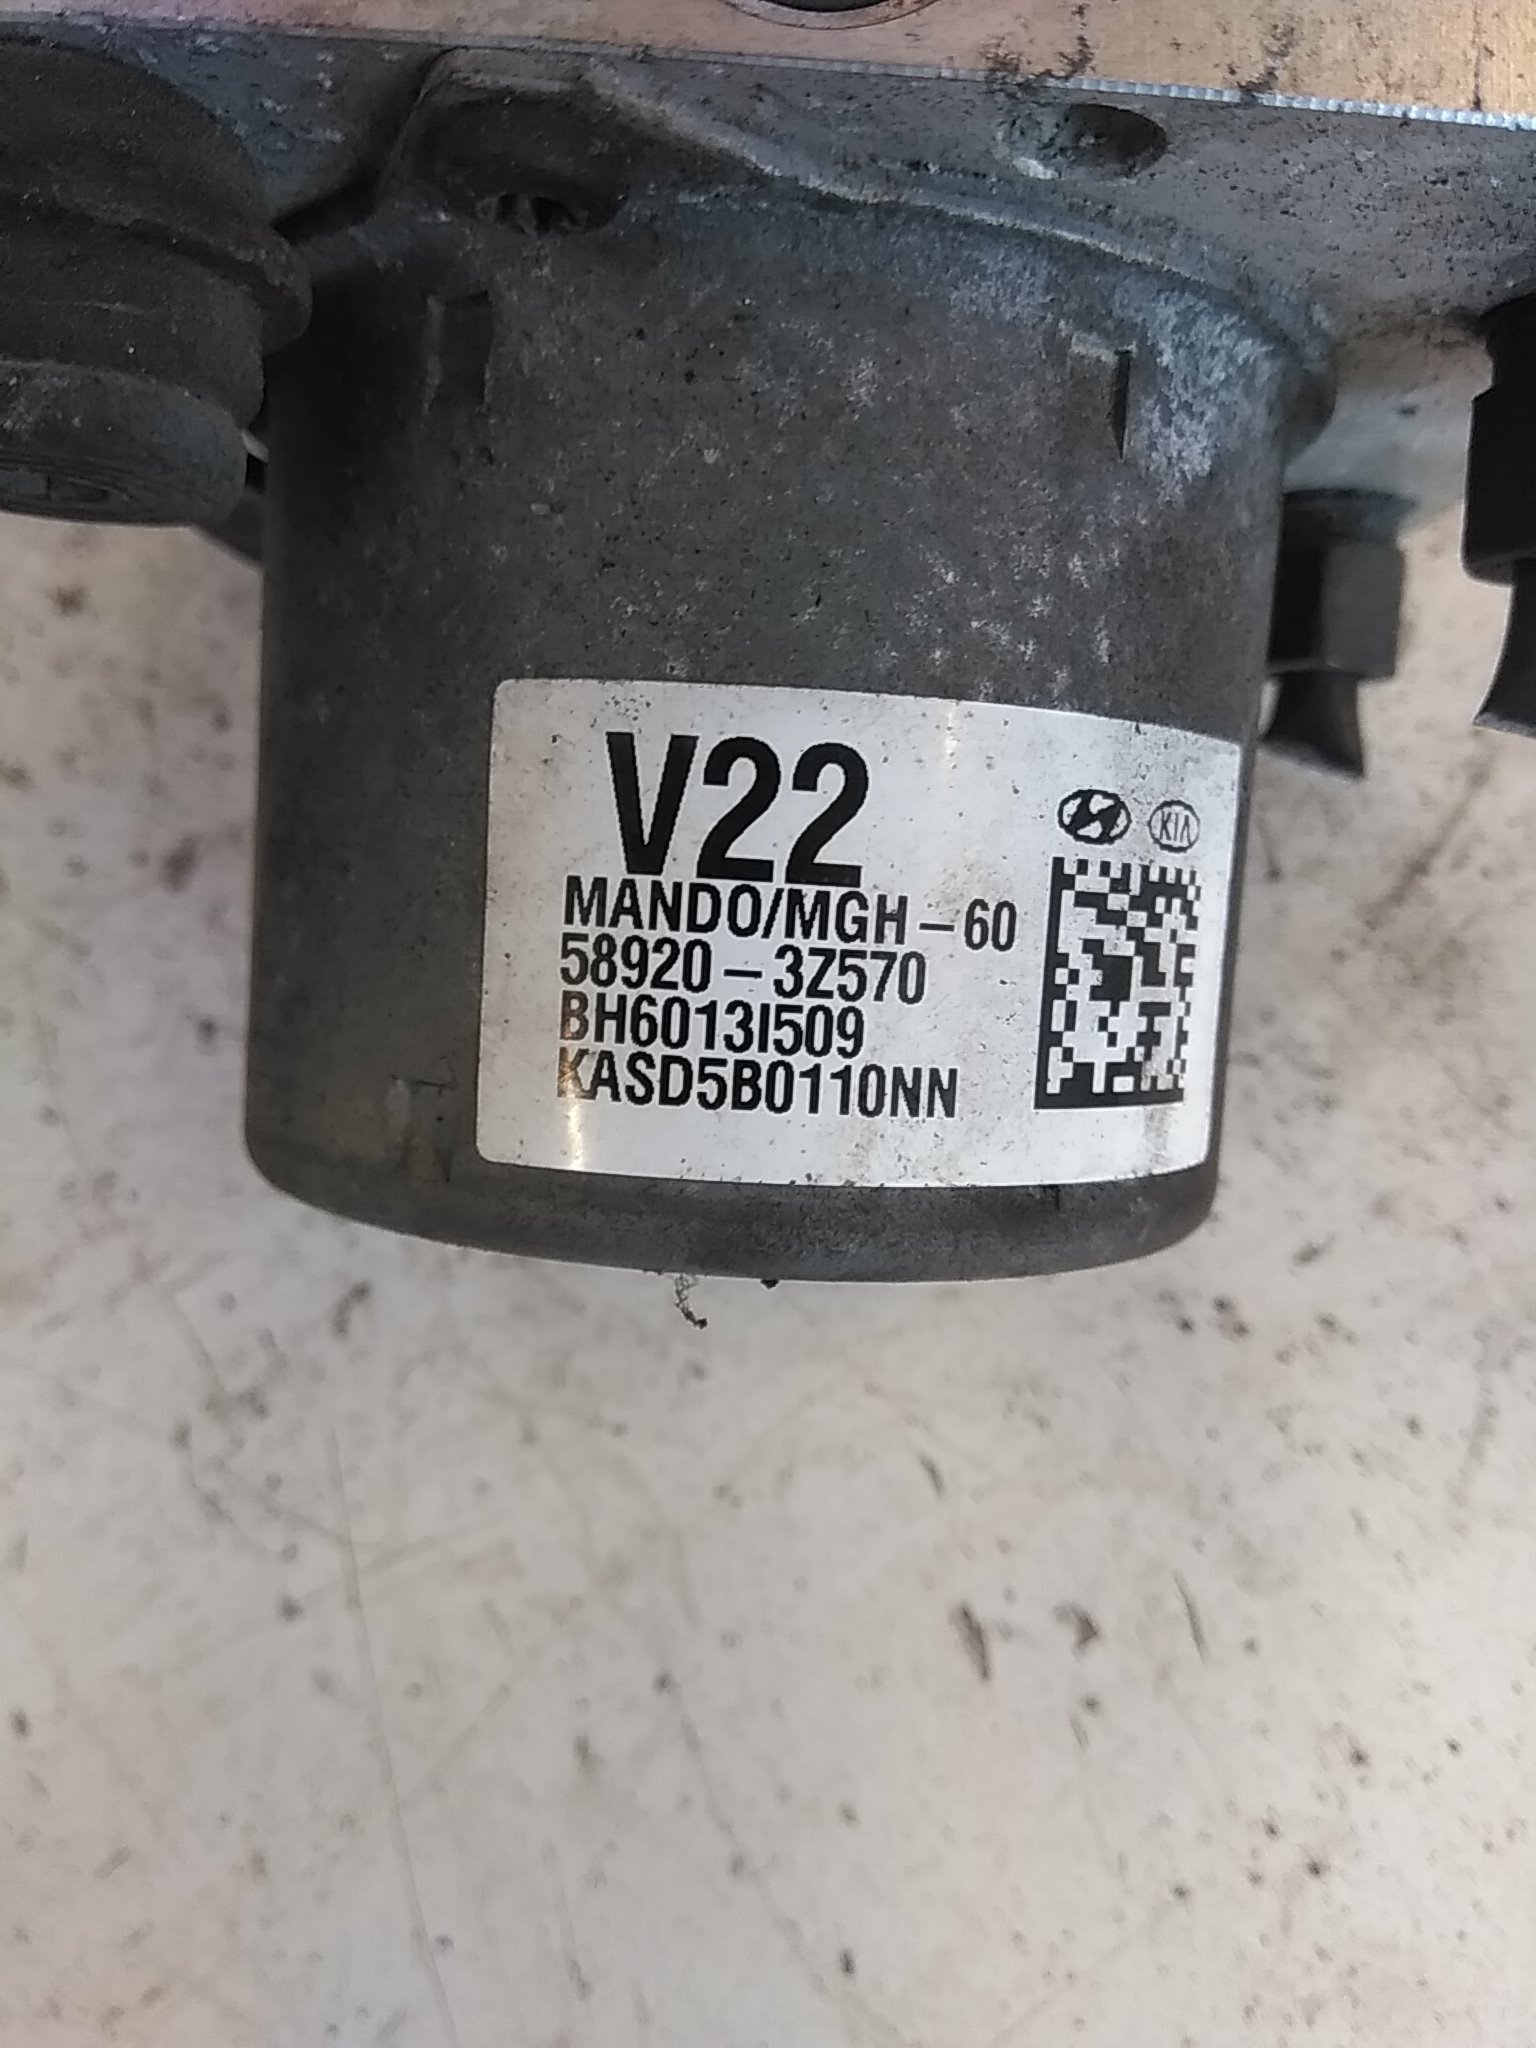 V22
KIA
MANDO/MGH-60
58920-3Z570
BH6013I509
KASD5B0110NN